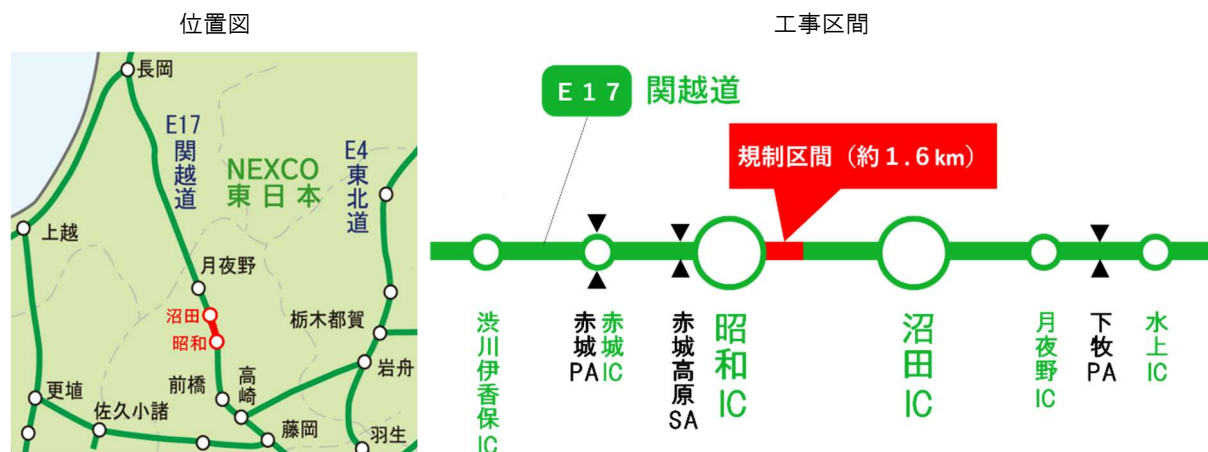 位置図
工事区間
長岡
E17
関越道
NEXCO
東日本
E4
東北道
上越
月夜野
沼田
昭和
栃木都賀
岩舟
前橋
高崎
更埴
佐久小諸
藤岡
羽生
E17 関越道
規制区間（約1.6km）
渋川伊香保IC
赤城PA
赤城IC
赤城高原SA
昭和IC
沼田IC
月夜野IC
下牧PA
水上IC